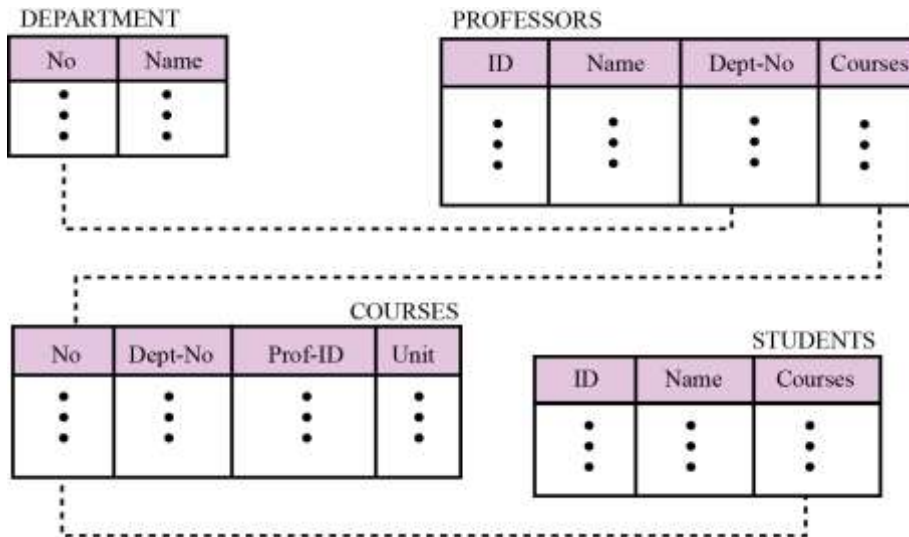 DEPARTMENT
No Name
PROFESSORS
ID Name Dept-No Courses
COURSES
No Dept-No Prof-ID Unit
STUDENTS
ID Name Courses